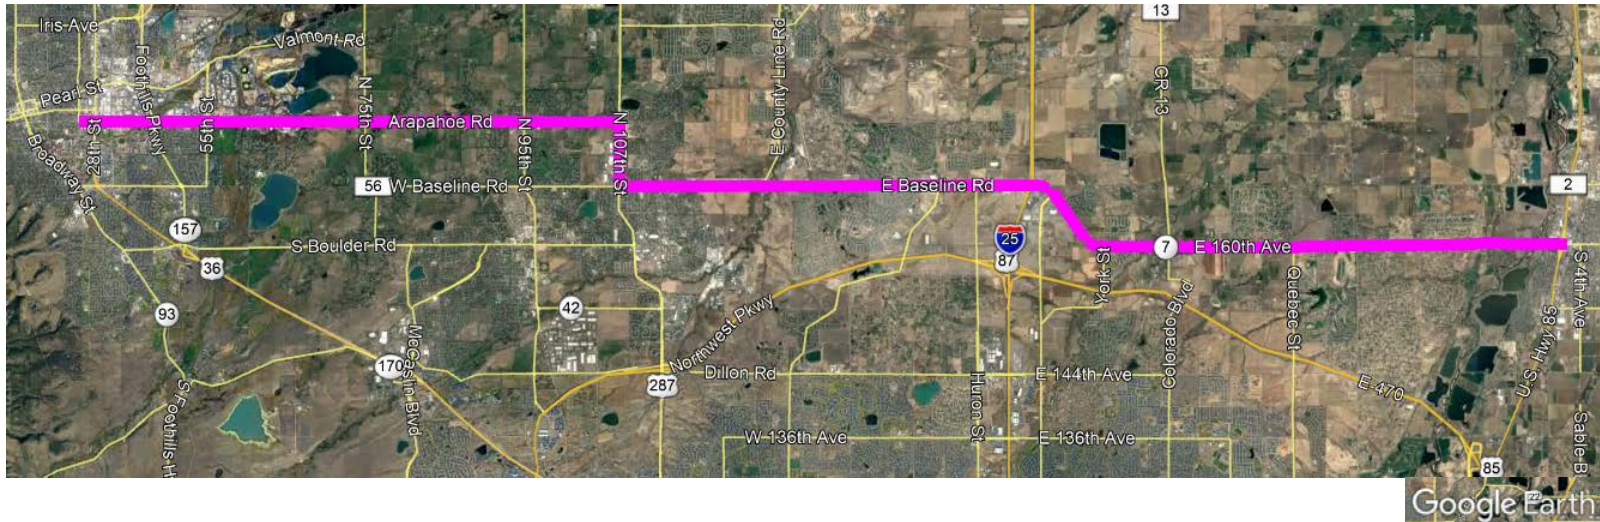 13
Iris Ave
Valmont Rd
Foothills Pkwy
E County Line Rd
CR 13
N 75th St
Pearl St
55th St
28th St
Arapahoe Rd
N 95th St
N 107th St
Broadway St
56
W Baseline Rd
E Baseline Rd
2
157
S Boulder Rd
25
87
7
E 160th Ave
36
York St
Quebec St
S 4th Ave
93
42
Northwest Pkwy
Colorado Blvd
U.S. Hwy 85
McCaslin Blvd
170
287
Dillon Rd
Huron St
E 144th Ave
E 470
S Foothills H
W 136th Ave
E 136th Ave
Sable B
85
Google Earth